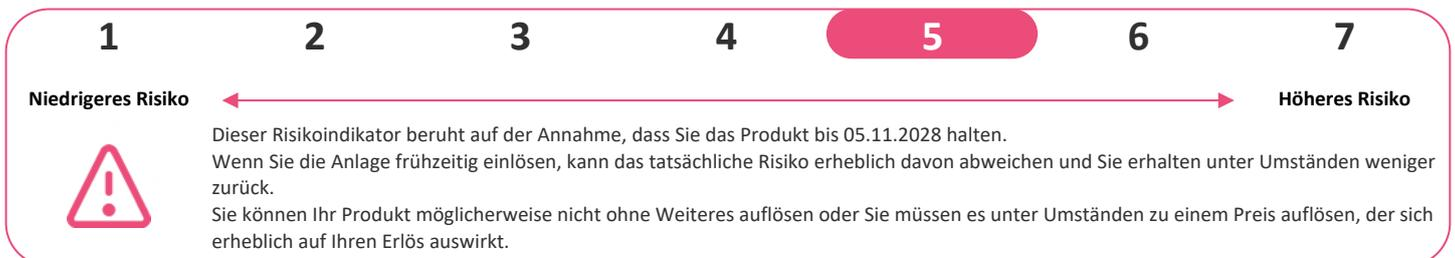 1 2 3 4 5 6 7
Niedrigeres Risiko Höheres Risiko
Dieser Risikoindikator beruht auf der Annahme, dass Sie das Produkt bis 05.11.2028 halten.
Wenn Sie die Anlage frühzeitig einlösen, kann das tatsächliche Risiko erheblich davon abweichen und Sie erhalten unter Umständen weniger
zurück.
Sie können Ihr Produkt möglicherweise nicht ohne Weiteres auflösen oder Sie müssen es unter Umständen zu einem Preis auflösen, der sich
erheblich auf Ihren Erlös auswirkt.